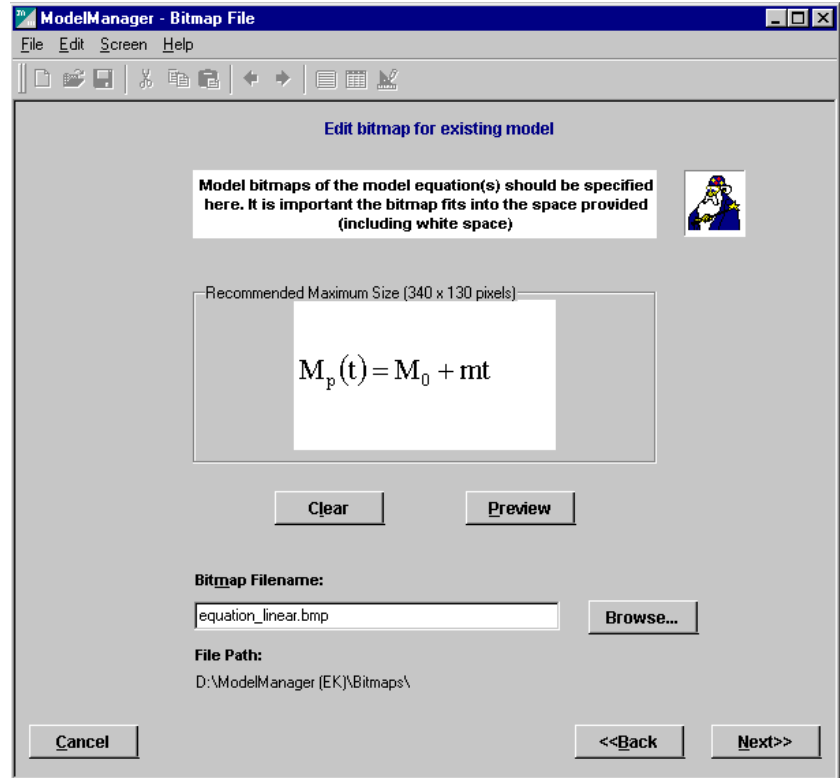 ModelManager - Bitmap File
File Edit Screen Help
Edit bitmap for existing model
Model bitmaps of the model equation(s) should be specified
here. It is important the bitmap fits into the space provided
(including white space)
Recommended Maximum Size (340 x 130 pixels)
Mₚ(t) = M₀ + mt
Clear Preview
Bitmap Filename:
equation_linear.bmp Browse...
File Path:
D:\ModelManager (EK)\Bitmaps\
Cancel <<Back Next>>